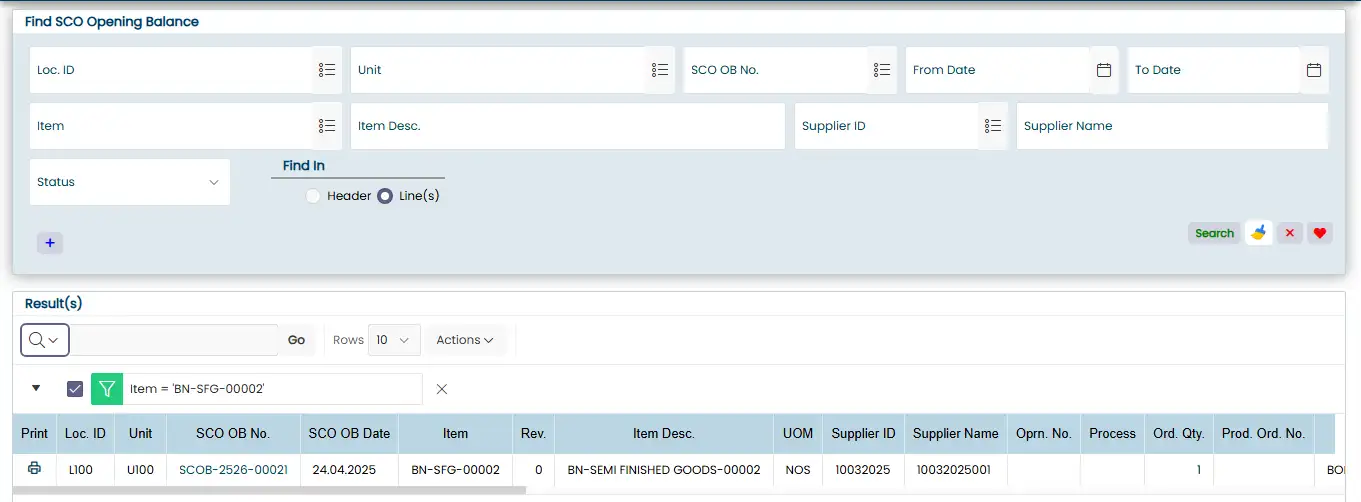 Find SCO Opening Balance
Loc. ID Unit SCO OB No. From Date To Date
Item Item Desc. Supplier ID Supplier Name
Status Find In
Header Line(s)
+ Search
Result(s)
Go Rows 10 Actions
Item = 'BN-SFG-00002'
Print Loc. ID Unit SCO OB No. SCO OB Date Item Rev. Item Desc. UOM Supplier ID Supplier Name Oprn. No. Process Ord. Qty. Prod. Ord. No.
L100 U100 SCOB-2526-00021 24.04.2025 BN-SFG-00002 0 BN-SEMI FINISHED GOODS-00002 NOS 10032025 10032025001 1